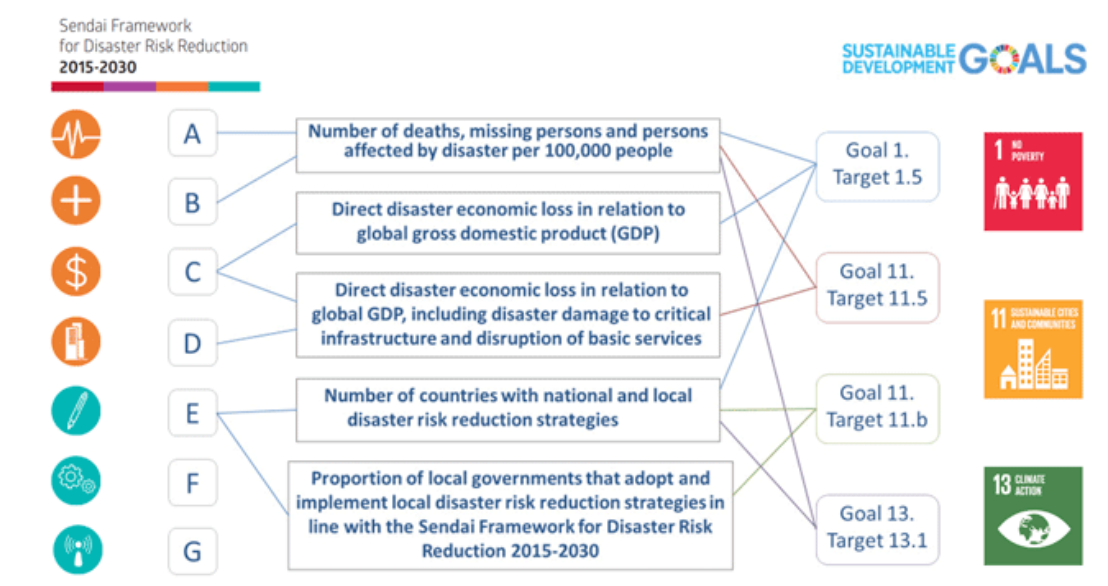 Sendai Framework
for Disaster Risk Reduction
2015-2030
SUSTAINABLE
DEVELOPMENT
GOALS
A
B
C
D
E
F
G
Number of deaths, missing persons and persons
affected by disaster per 100,000 people
Direct disaster economic loss in relation to
global gross domestic product (GDP)
Direct disaster economic loss in relation to
global GDP, including disaster damage to critical
infrastructure and disruption of basic services
Number of countries with national and local
disaster risk reduction strategies
Proportion of local governments that adopt and
implement local disaster risk reduction strategies in
line with the Sendai Framework for Disaster Risk
Reduction 2015-2030
Goal 1.
Target 1.5
Goal 11.
Target 11.5
Goal 11.
Target 11.b
Goal 13.
Target 13.1
1 NO
POVERTY
11 SUSTAINABLE CITIES
AND COMMUNITIES
13 CLIMATE
ACTION